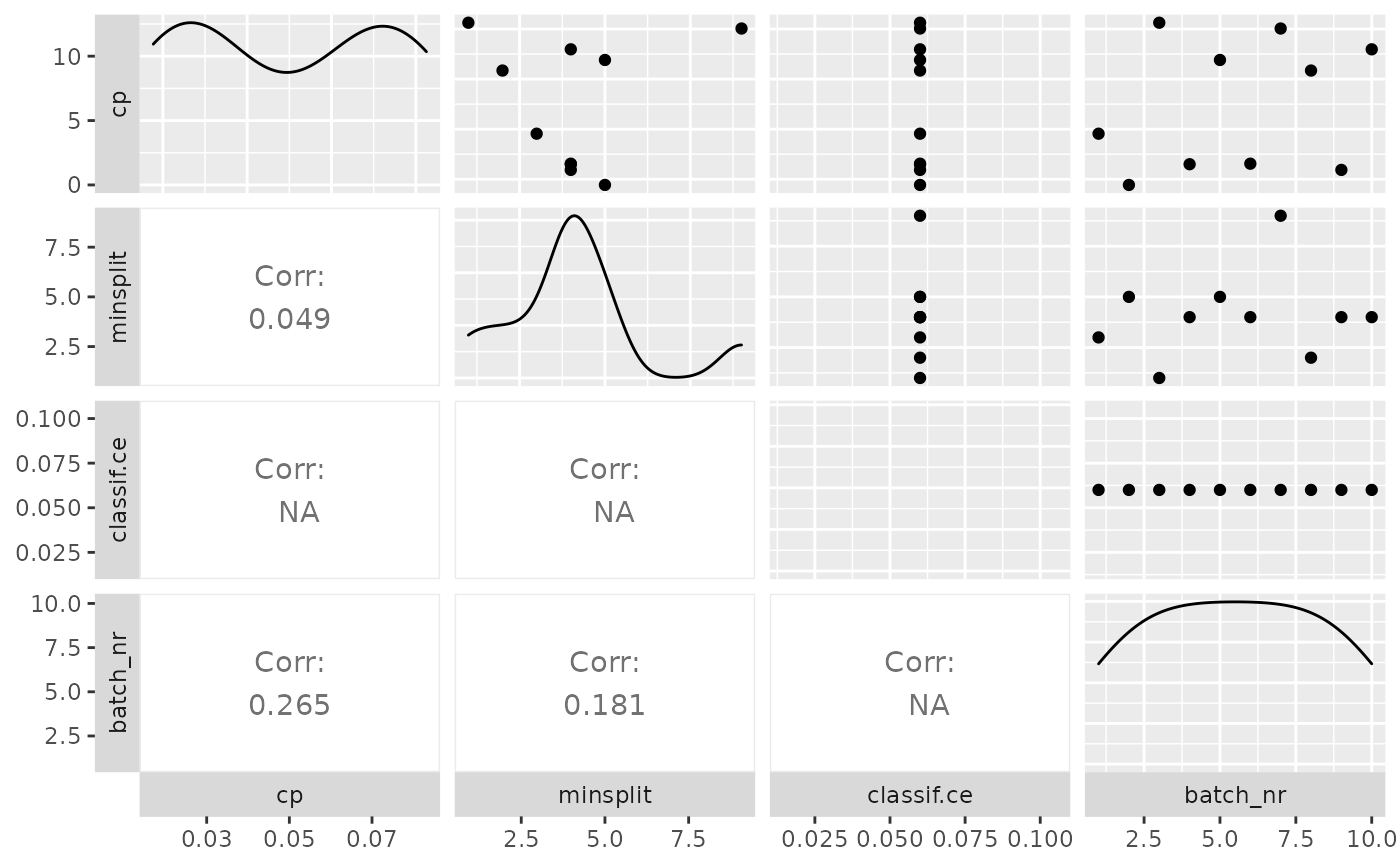 10
5
0
cp
7.5
5.0
2.5
minsplit
Corr:
0.049
0.100
0.075
0.050
0.025
classif.ce
Corr:
NA
Corr:
NA
10.0
7.5
5.0
2.5
batch_nr
Corr:
0.265
Corr:
0.181
Corr:
NA
cp
minsplit
classif.ce
batch_nr
0.03 0.05 0.07
2.5 5.0 7.5
0.025 0.050 0.075 0.100
2.5 5.0 7.5 10.0